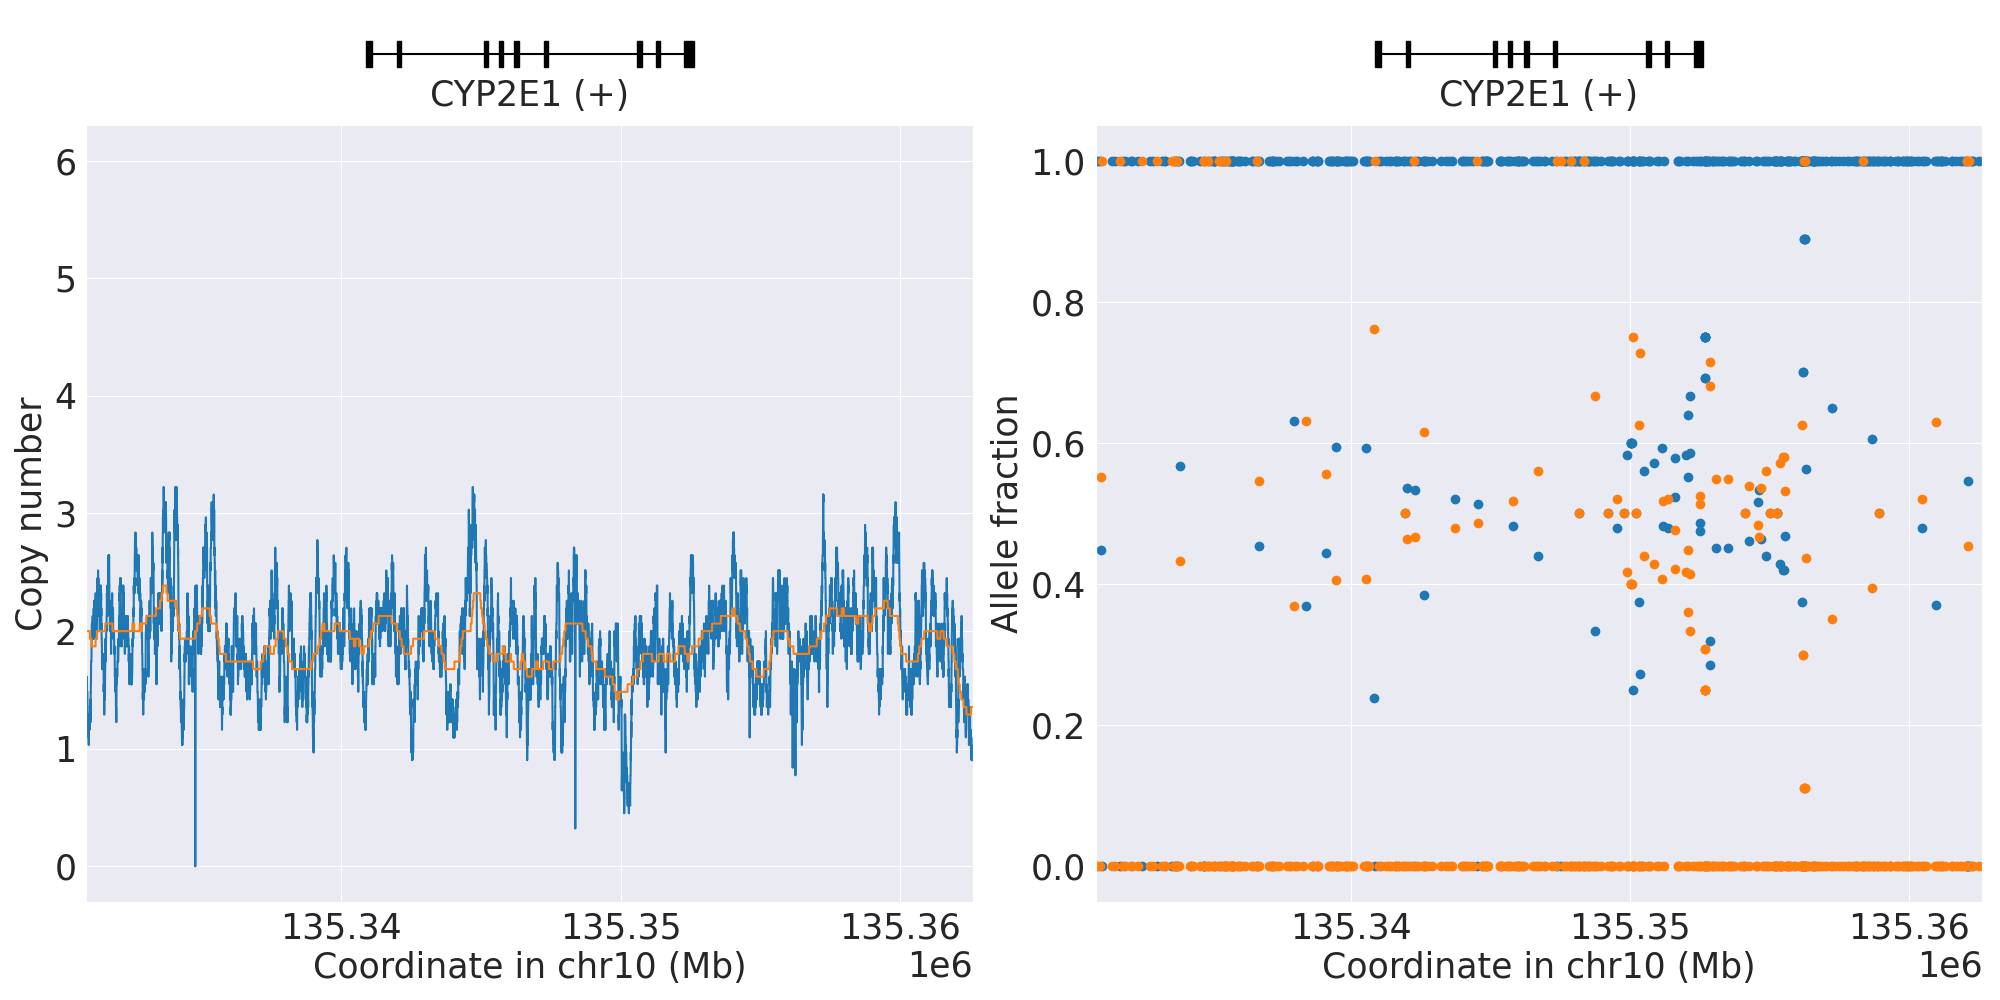 CYP2E1 (+)
6
5
4
3
2
1
0
Copy number
135.34 135.35 135.36
Coordinate in chr10 (Mb)
1e6
CYP2E1 (+)
1.0
0.8
0.6
0.4
0.2
0.0
Allele fraction
135.34 135.35 135.36
Coordinate in chr10 (Mb)
1e6